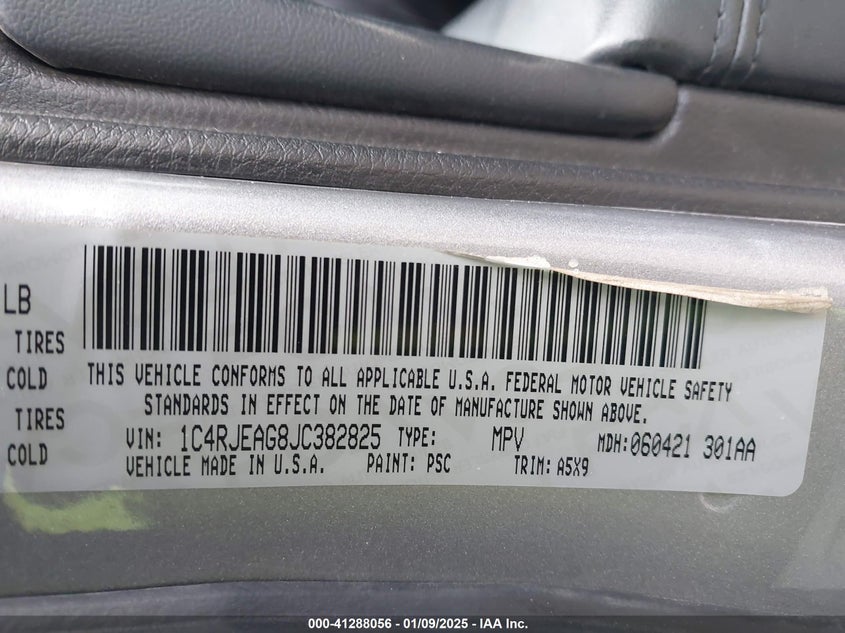 LB
TIRES
COLD
TIRES
COLD
THIS VEHICLE CONFORMS TO ALL APPLICABLE U.S.A. FEDERAL MOTOR VEHICLE SAFETY
STANDARDS IN EFFECT ON THE DATE OF MANUFACTURE SHOWN ABOVE.
VIN: 1C4RJEAG8JC382825 TYPE: MPV MDH:060421 301AA
VEHICLE MADE IN U.S.A. PAINT: PSC TRIM: A5X9
000-41288056 - 01/09/2025 - IAA Inc.